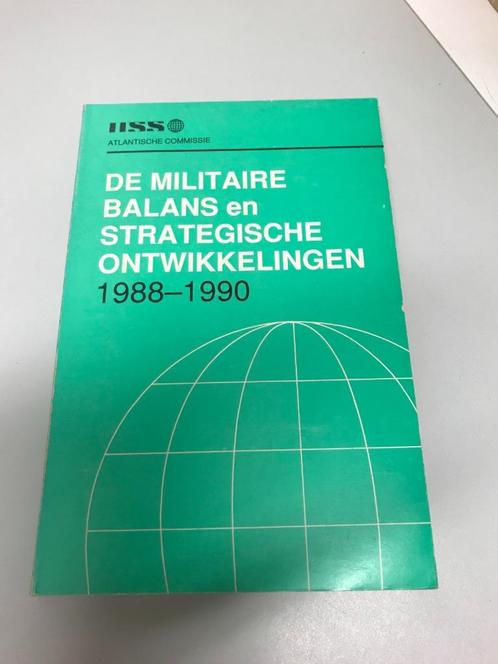 IISS
ATLANTISCHE COMMISSIE
DE MILITAIRE
BALANS en
STRATEGISCHE
ONTWIKKELINGEN
1988–1990